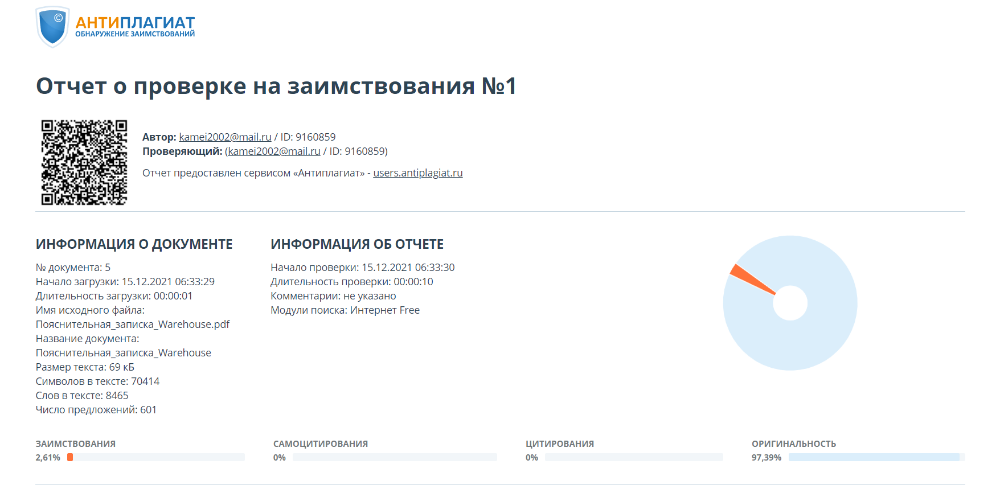 ©
АНТИПЛАГИАТ
ОБНАРУЖЕНИЕ ЗАИМСТВОВАНИЙ
Отчет о проверке на заимствования №1
Автор: kamei2002@mail.ru / ID: 9160859
Проверяющий: (kamei2002@mail.ru / ID: 9160859)
Отчет предоставлен сервисом «Антиплагиат» - users.antiplagiat.ru
ИНФОРМАЦИЯ О ДОКУМЕНТЕ
№ документа: 5
Начало загрузки: 15.12.2021 06:33:29
Длительность загрузки: 00:00:01
Имя исходного файла:
Пояснительная_записка_Warehouse.pdf
Название документа:
Пояснительная_записка_Warehouse
Размер текста: 69 кБ
Символов в тексте: 70414
Слов в тексте: 8465
Число предложений: 601
ИНФОРМАЦИЯ ОБ ОТЧЕТЕ
Начало проверки: 15.12.2021 06:33:30
Длительность проверки: 00:00:10
Комментарии: не указано
Модули поиска: Интернет Free
ЗАИМСТВОВАНИЯ
2,61%
САМОЦИТИРОВАНИЯ
0%
ЦИТИРОВАНИЯ
0%
ОРИГИНАЛЬНОСТЬ
97,39%